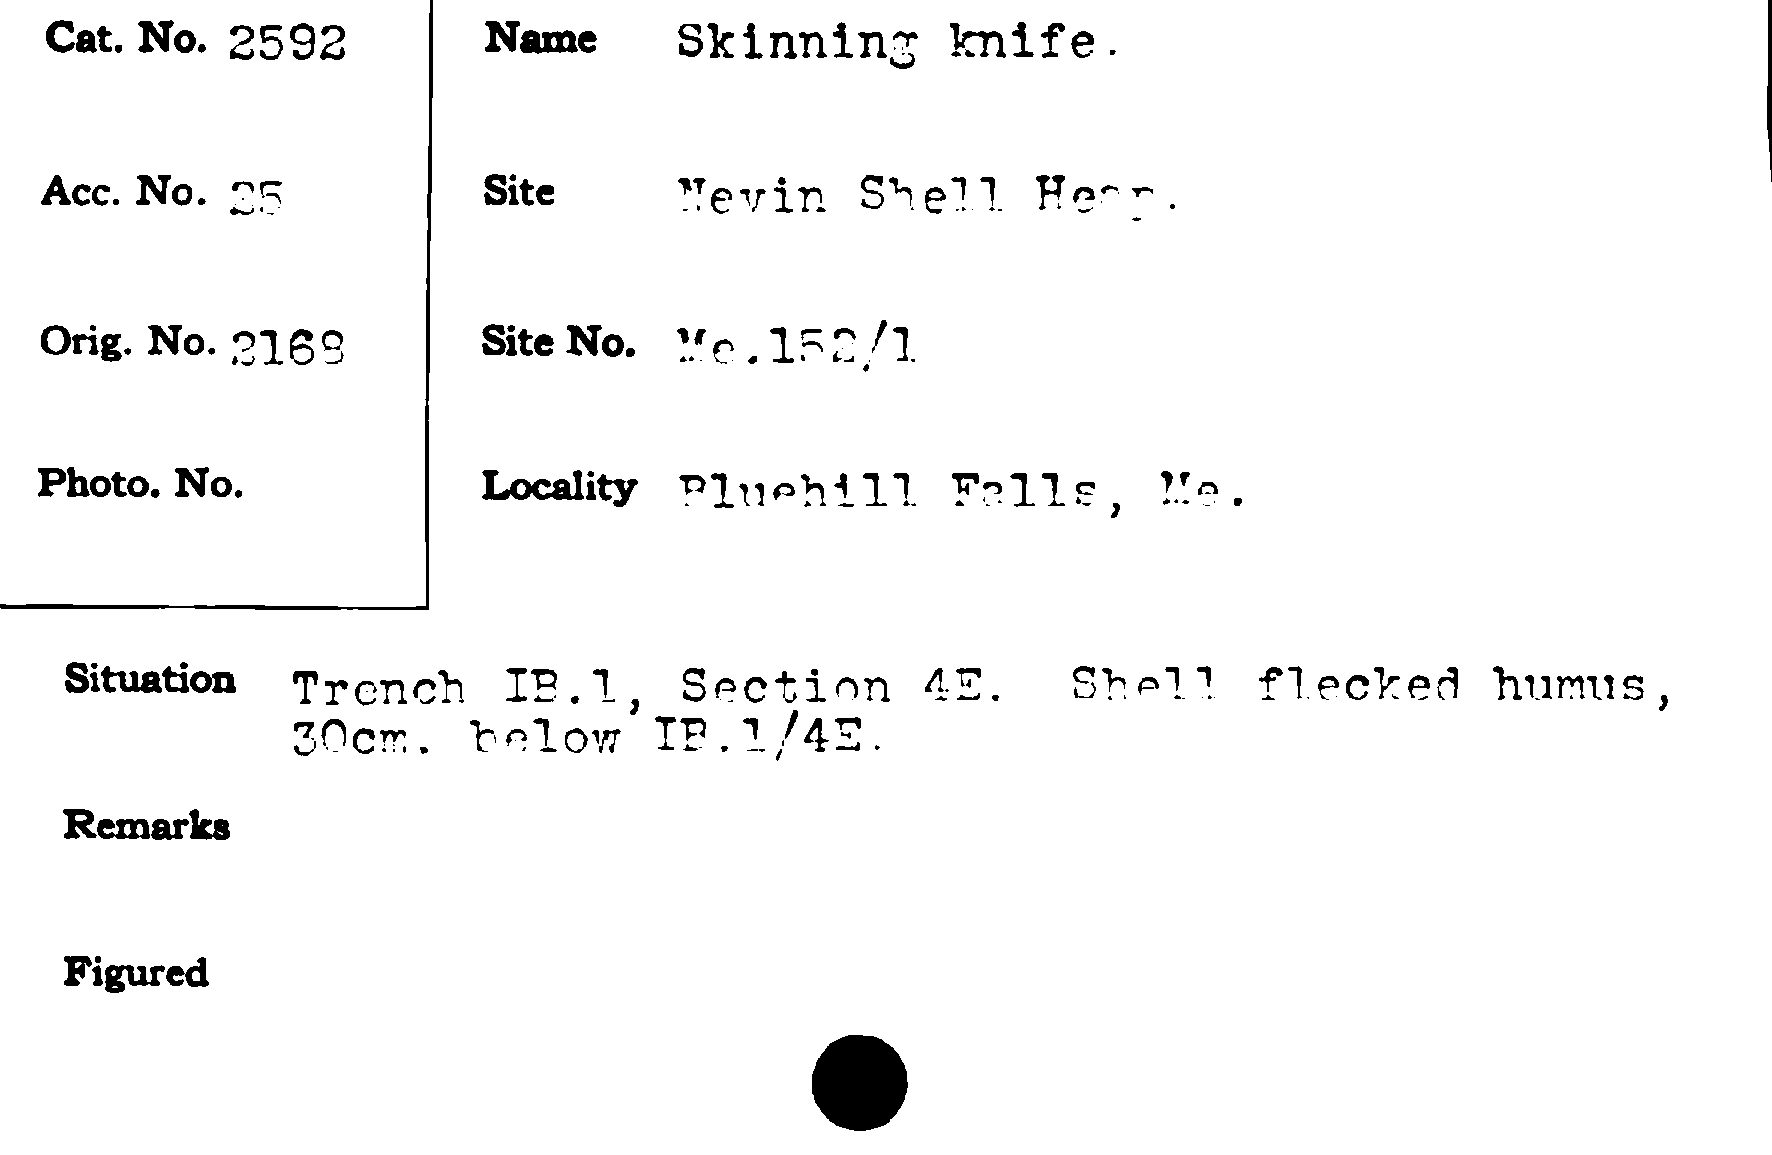 Cat. No. 2592
Name Skinning knife.
Acc. No. 25
Site Nevin Shell Heap.
Orig. No. 2168
Site No. Me.152/1
Photo. No.
Locality Bluehill Falls, Me.
Situation Trench IB.1, Section 4E. Shell flecked humus,
30cm. below IB.1/4E.
Remarks
Figured